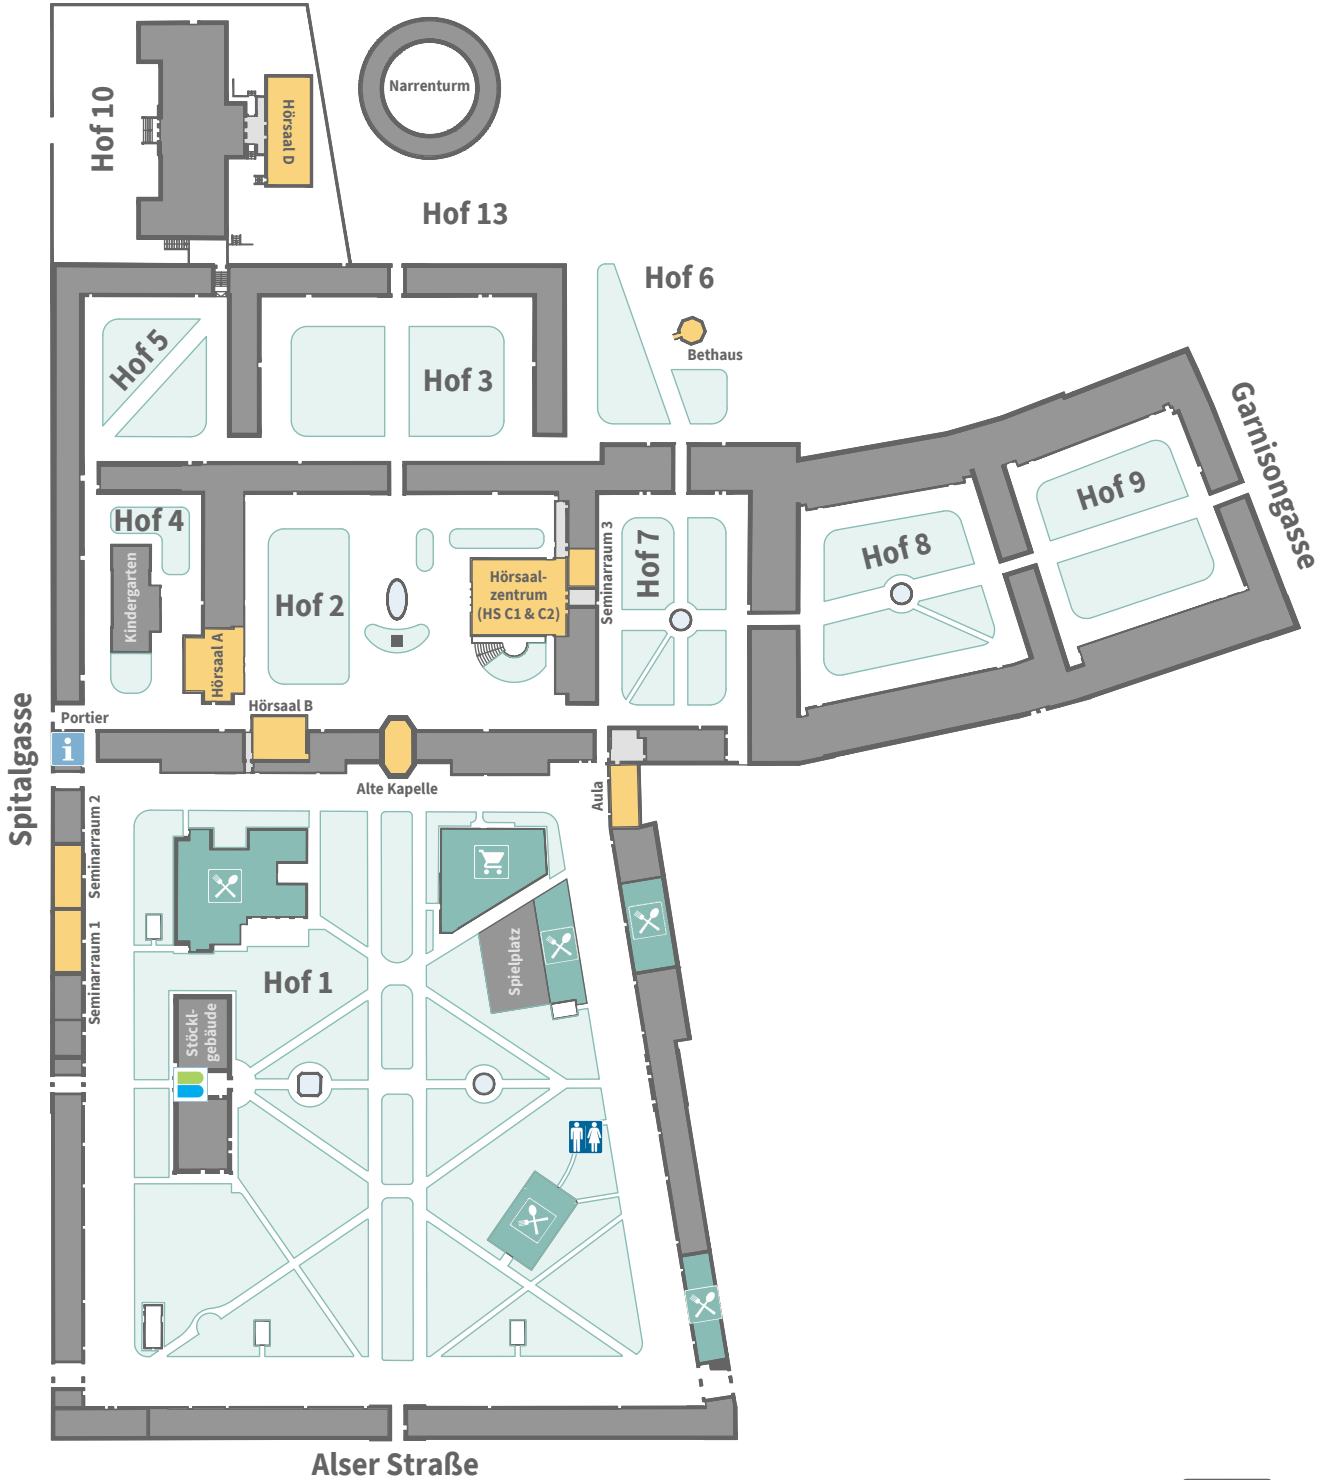 Narrenturm
Hof 10
Hörsaal D
Hof 13
Hof 6
Bethaus
Hof 5
Hof 3
Garnisongasse
Hof 9
Hof 4
Kindergarten
Hof 2
Hörsaal-
zentrum
(HS C1 & C2)
Seminarraum 3
Hof 7
Hof 8
Hörsaal A
Hörsaal B
Portier
i
Spitalgasse
Alte Kapelle
Aula
Seminarraum 2
Seminarraum 1
Spielplatz
Hof 1
Stöckl-
gebäude
Alser Straße